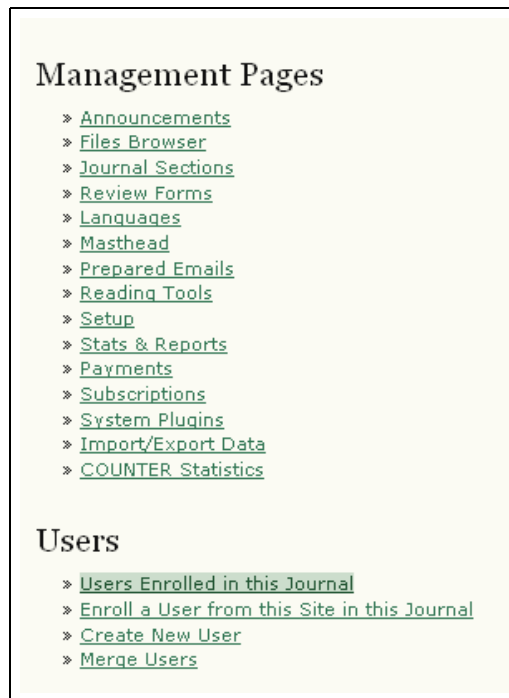 Management Pages
» Announcements
» Files Browser
» Journal Sections
» Review Forms
» Languages
» Masthead
» Prepared Emails
» Reading Tools
» Setup
» Stats & Reports
» Payments
» Subscriptions
» System Plugins
» Import/Export Data
» COUNTER Statistics
Users
» Users Enrolled in this Journal
» Enroll a User from this Site in this Journal
» Create New User
» Merge Users